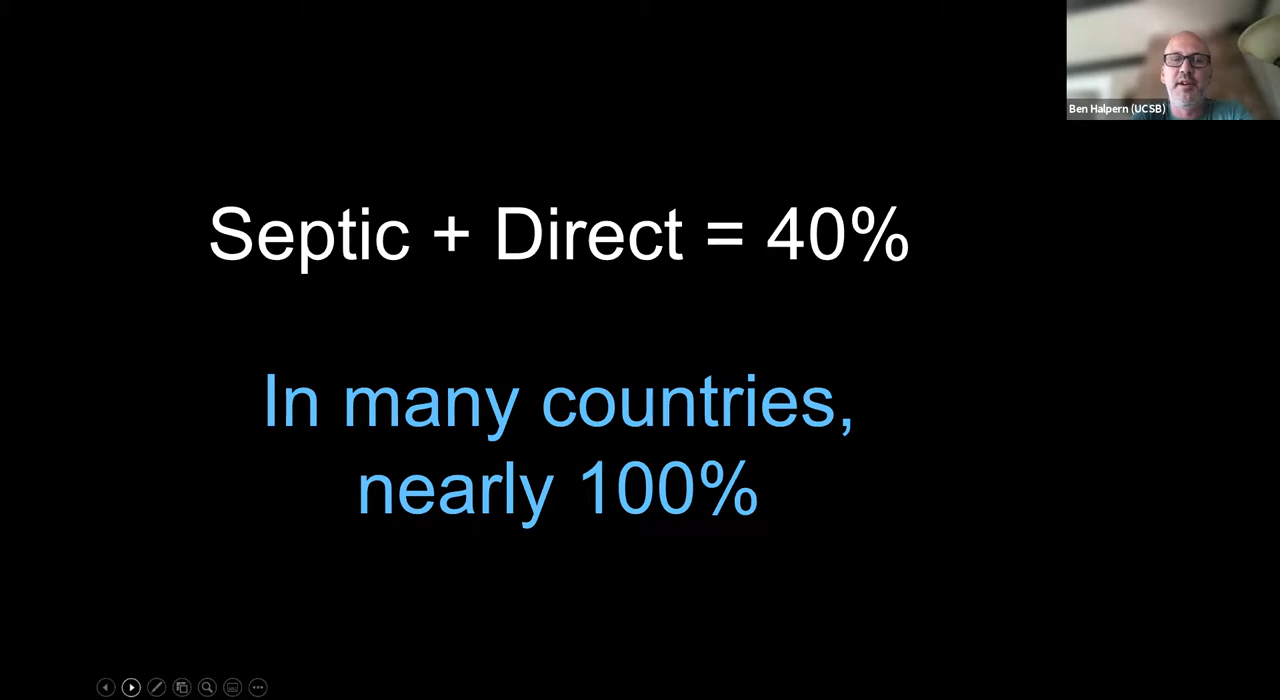 Ben Halpern (UCSB)
Septic + Direct = 40%
In many countries,
nearly 100%